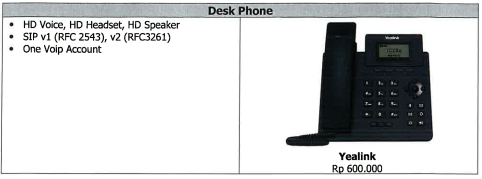 Desk Phone
• HD Voice, HD Headset, HD Speaker
• SIP v1 (RFC 2543), v2 (RFC3261)
• One Voip Account
Yealink
Yealink
Rp 600.000